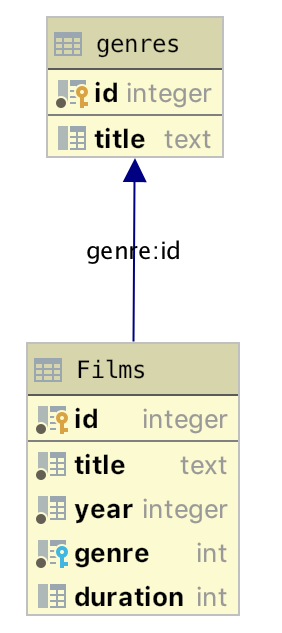 genres
id integer
title text
genre:id
Films
id integer
title text
year integer
genre int
duration int